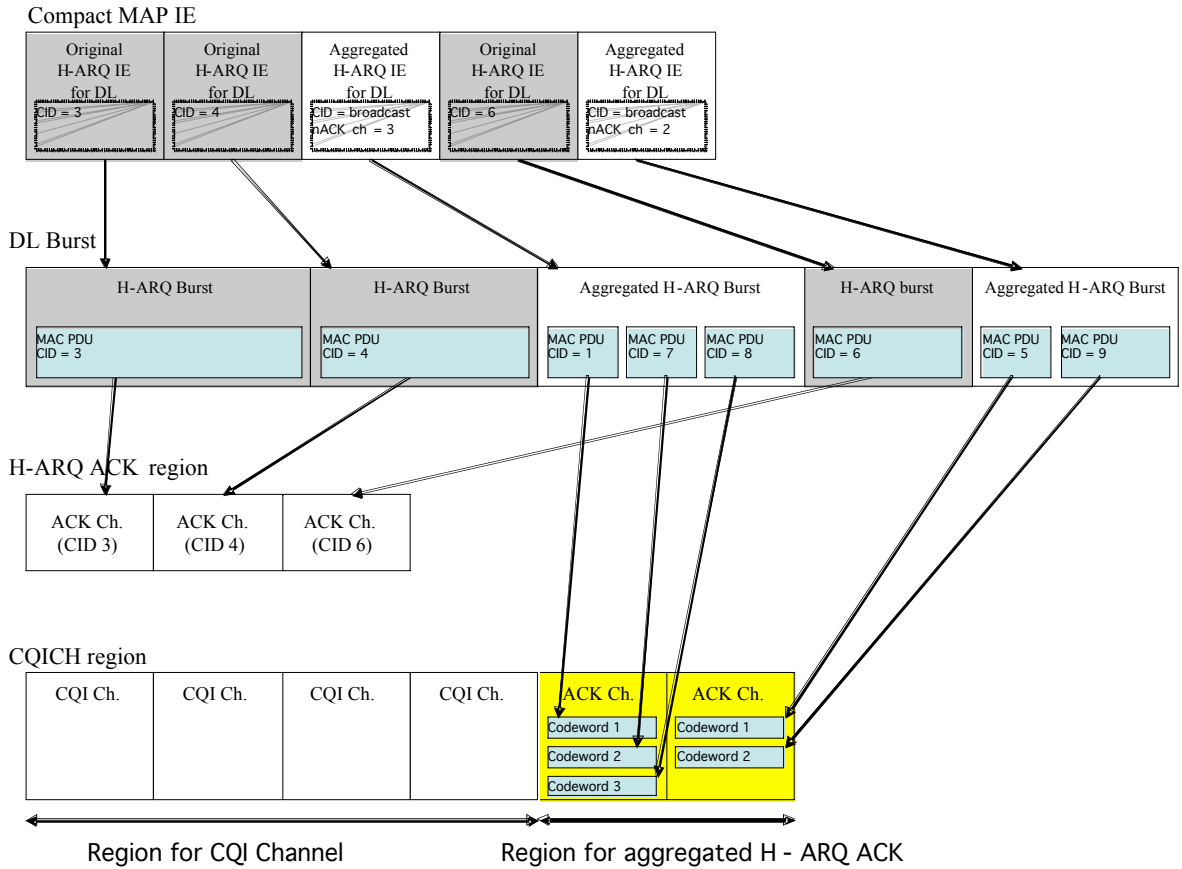 Compact MAP IE
Original
H-ARQ IE
for DL
CID = 3
Original
H-ARQ IE
for DL
CID = 4
Aggregated
H-ARQ IE
for DL
CID = broadcast
nACK ch = 3
Original
H-ARQ IE
for DL
CID = 6
Aggregated
H-ARQ IE
for DL
CID = broadcast
nACK ch = 2
DL Burst
H-ARQ Burst
MAC PDU
CID = 3
H-ARQ Burst
MAC PDU
CID = 4
Aggregated H-ARQ Burst
MAC PDU
CID = 1
MAC PDU
CID = 7
MAC PDU
CID = 8
H-ARQ burst
MAC PDU
CID = 6
Aggregated H-ARQ Burst
MAC PDU
CID = 5
MAC PDU
CID = 9
H-ARQ ACK region
ACK Ch.
(CID 3)
ACK Ch.
(CID 4)
ACK Ch.
(CID 6)
CQICH region
CQI Ch.
CQI Ch.
CQI Ch.
CQI Ch.
ACK Ch.
Codeword 1
Codeword 2
Codeword 3
ACK Ch.
Codeword 1
Codeword 2
Region for CQI Channel
Region for aggregated H - ARQ ACK